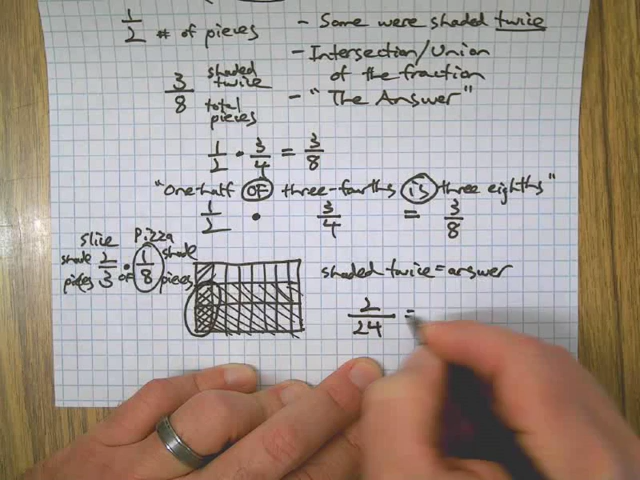 1/2 # of pieces - Some were shaded twice
- Intersection/Union
of the fraction
3/8 shaded twice total pieces - "The Answer"
1/2 · 3/4 = 3/8
"One-half of three-fourths is three eighths"
1/2 · 3/4 = 3/8
slice pizza
shade pieces 2/3 · of 1/8 shade pieces
shaded twice = answer
2/24 =